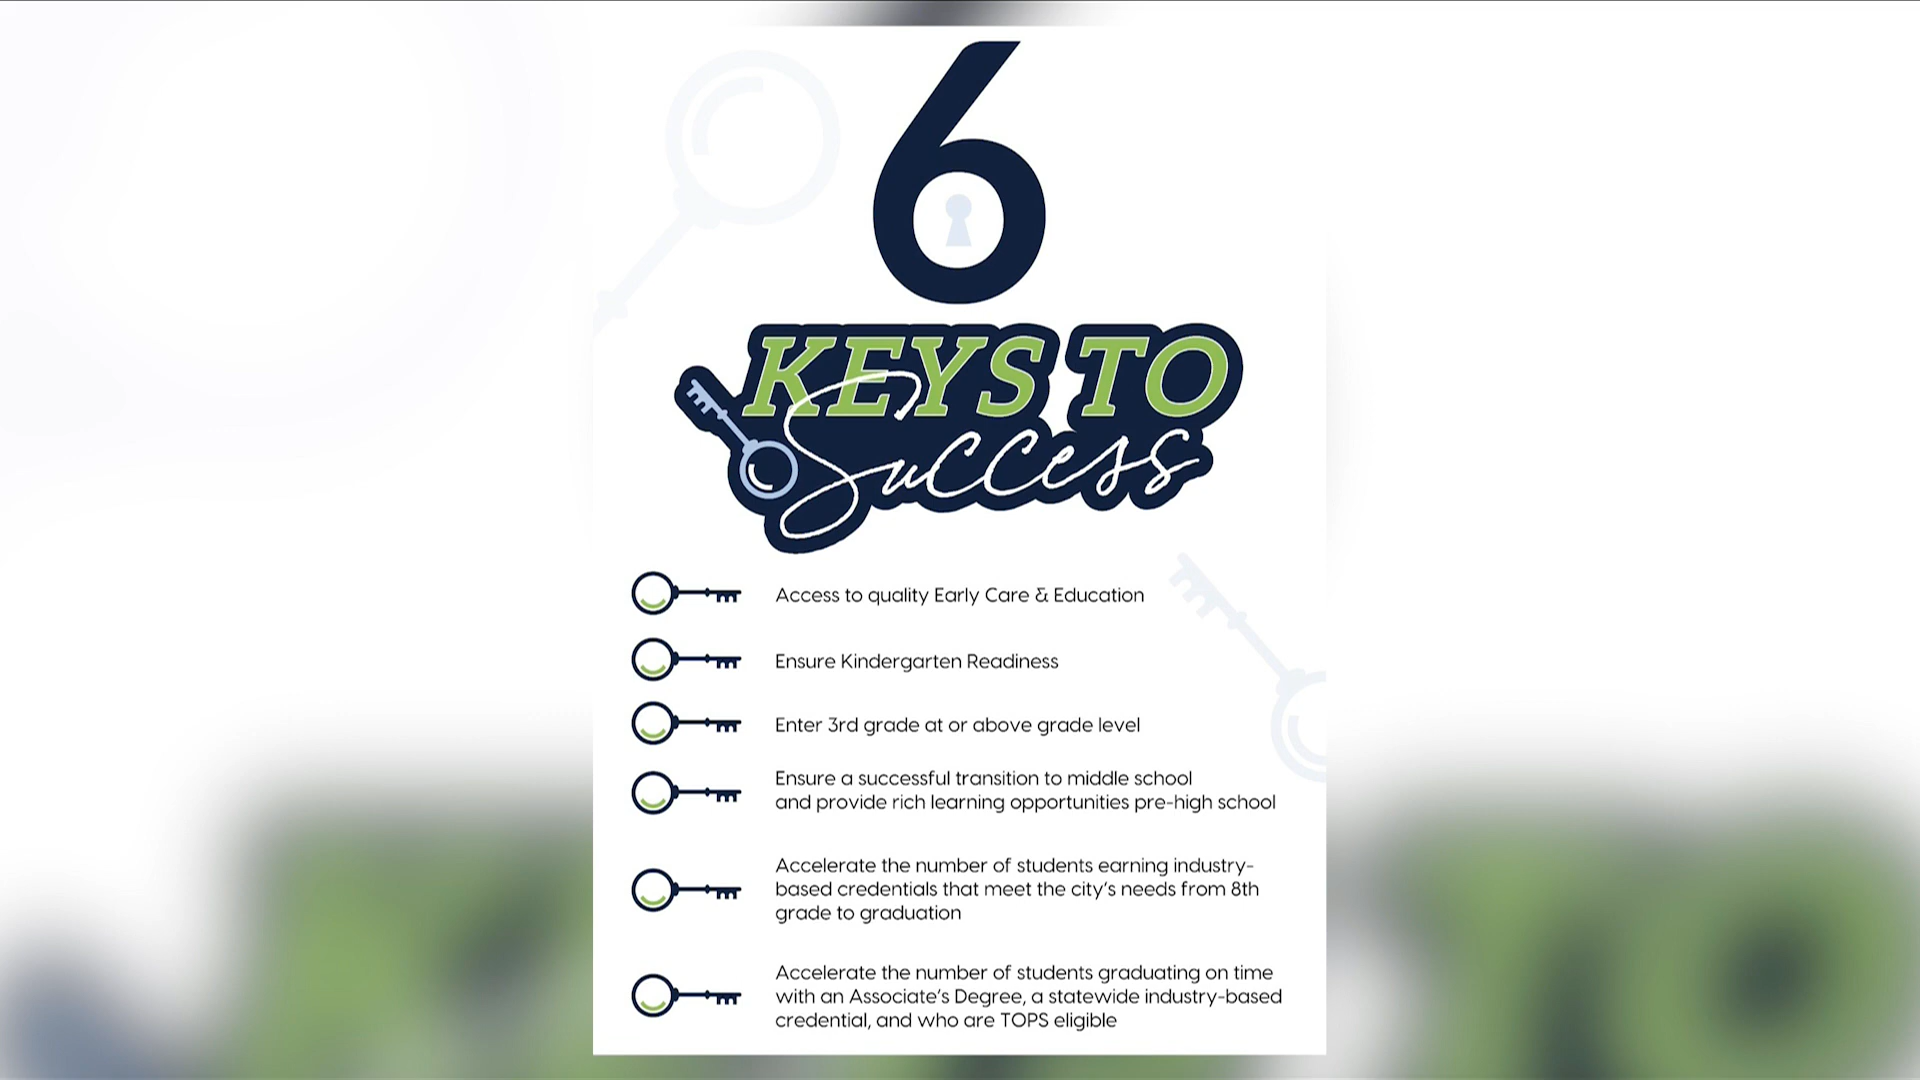 6
KEYS TO
Success
Access to quality Early Care & Education
Ensure Kindergarten Readiness
Enter 3rd grade at or above grade level
Ensure a successful transition to middle school
and provide rich learning opportunities pre-high school
Accelerate the number of students earning industry-
based credentials that meet the city's needs from 8th
grade to graduation
Accelerate the number of students graduating on time
with an Associate's Degree, a statewide industry-based
credential, and who are TOPS eligible